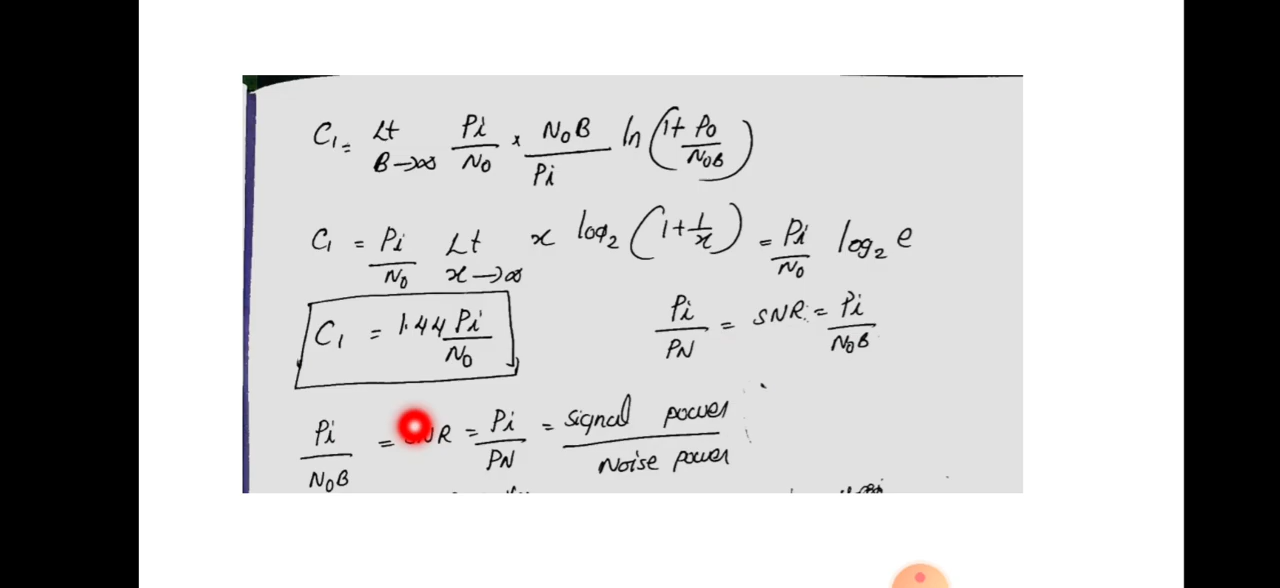 C₁ = Lt B→∞ Pi/N₀ × N₀B/Pi ln (1 + P₀/N₀B)
C₁ = Pi/N₀ Lt x→∞ x log₂ (1 + 1/x) = Pi/N₀ log₂ e
C₁ = 1.44 Pi/N₀
Pi/PN = SNR = Pi/N₀B
Pi/N₀B = SNR = Pi/PN = signal power/Noise power